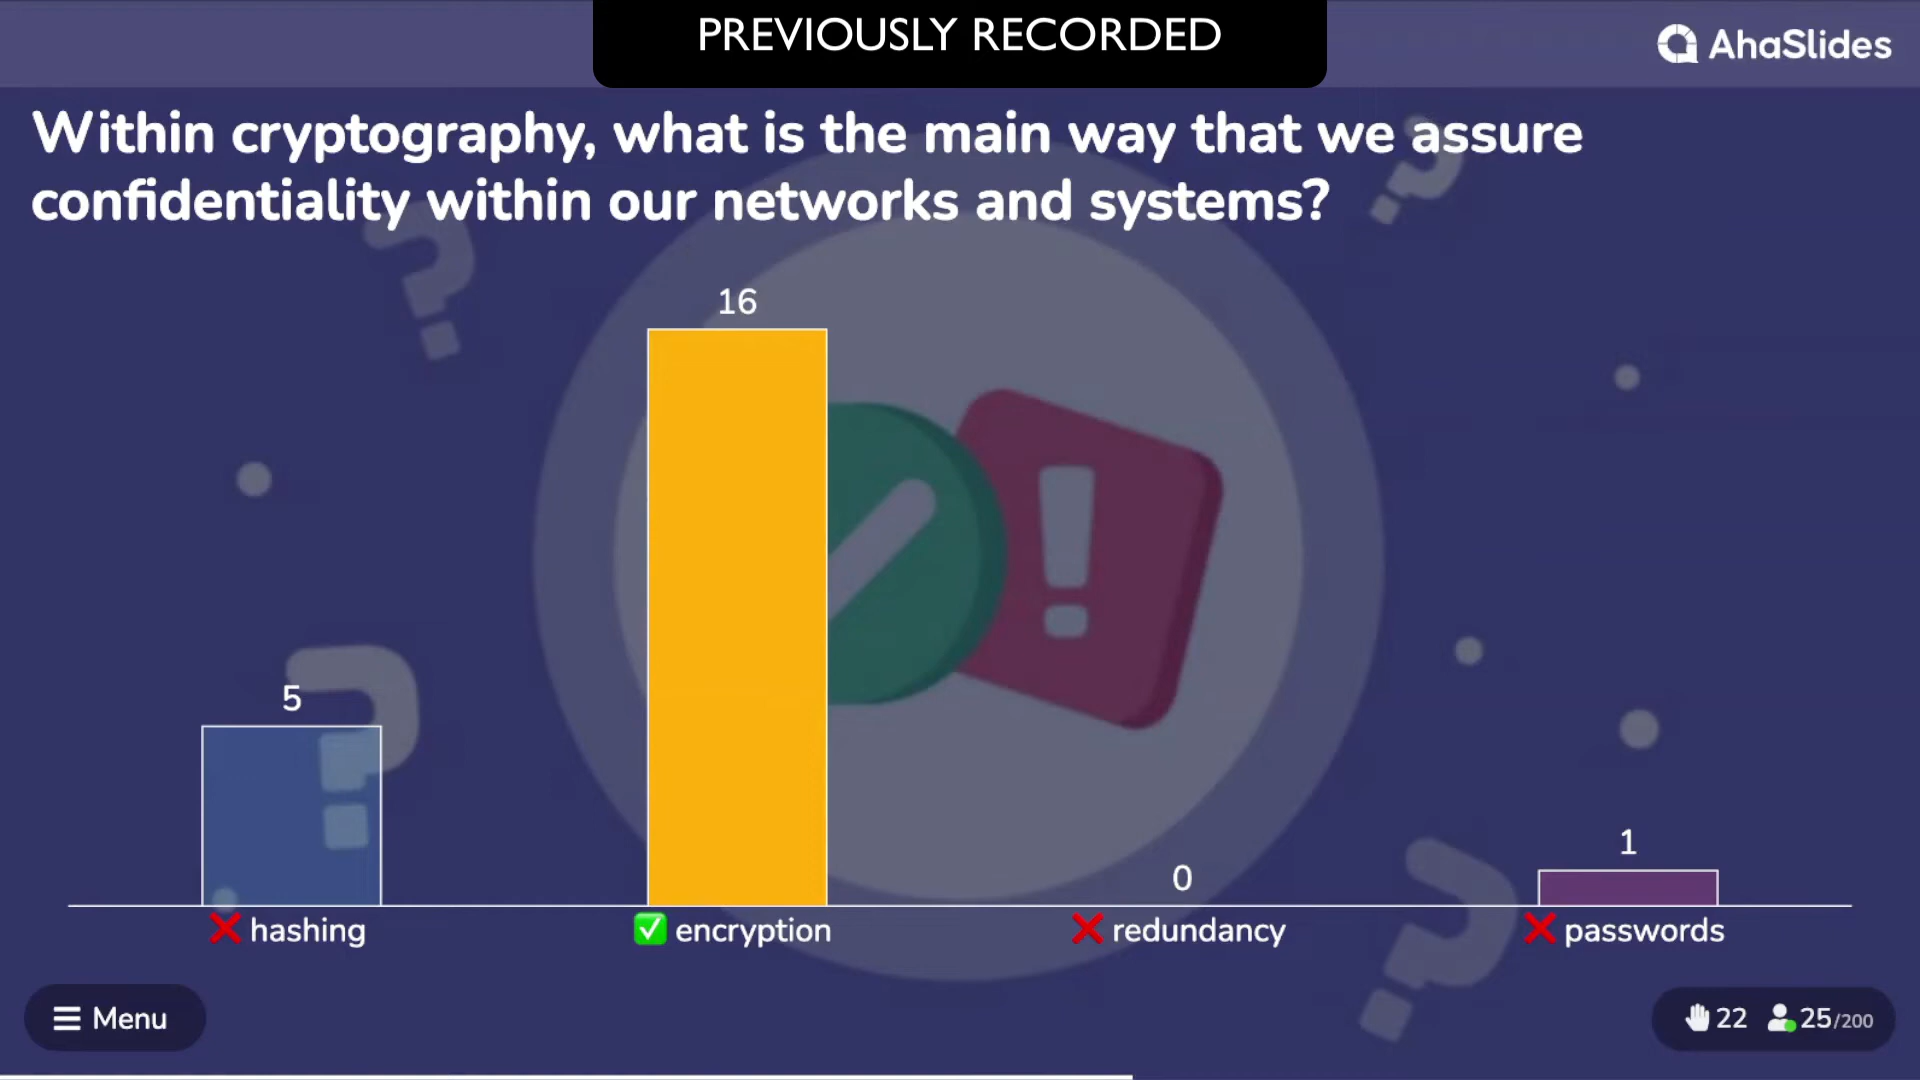 PREVIOUSLY RECORDED
AhaSlides
Within cryptography, what is the main way that we assure
confidentiality within our networks and systems?
16
5
0
1
❌ hashing
✅ encryption
❌ redundancy
❌ passwords
Menu
22 25/200